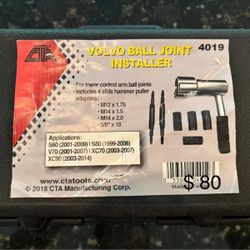 CTA
VOLVO BALL JOINT
INSTALLER
4019
• For lower control arm ball joints
• Includes 4 slide hammer puller
adapters:
- M12 x 1.75
- M14 x 1.5
- M14 x 2.0
- 5/8" x 18
Applications:
S60 (2001-2009) | S80 (1999-2006)
V70 (2001-2007) | XC70 (2003-2007)
XC90 (2003-2014)
www.ctatools.com
© 2018 CTA Manufacturing Corp.
Made
$ 80